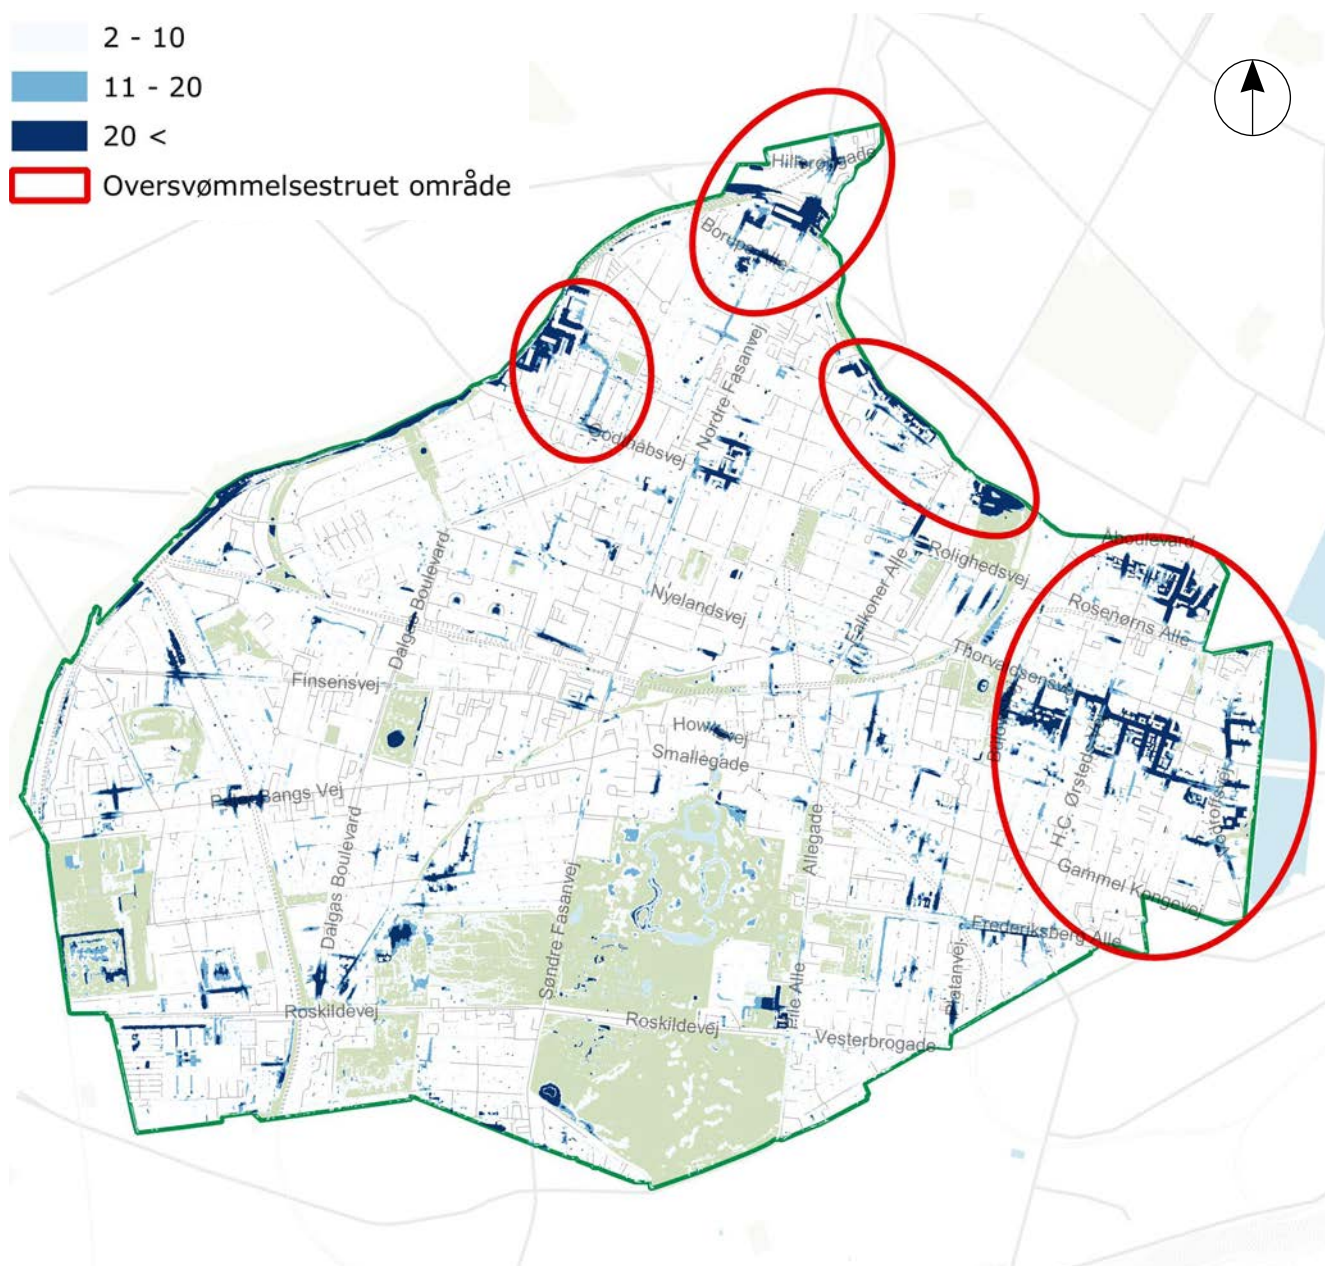 2 - 10
11 - 20
20 <
Oversvømmelsestruet område
Hillerødgade
Borups Alle
Nordre Fasanvej
Godthåbsvej
Åboulevard
Rolighedsvej
Falkoner Alle
Rosenørns Alle
Nyelandsvej
Dalgas Boulevard
Thorvaldsensvej
Finsensvej
Howitzvej
Smallegade
H.C. Ørsteds
Bangs Vej
Dalgas Boulevard
Allegade
Gammel Kongevej
Søndre Fasanvej
Frederiksberg Alle
Platanvej
Alle
Roskildevej
Roskildevej
Vesterbrogade